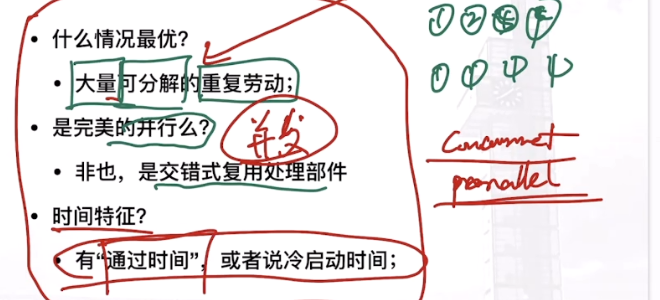 什么情况最优?
大量可分解的重复劳动;
是完美的并行么?
并发
非也,是交错式复用处理部件
时间特征?
有“通过时间”,或者说冷启动时间;
① ②
concurrent
parallel